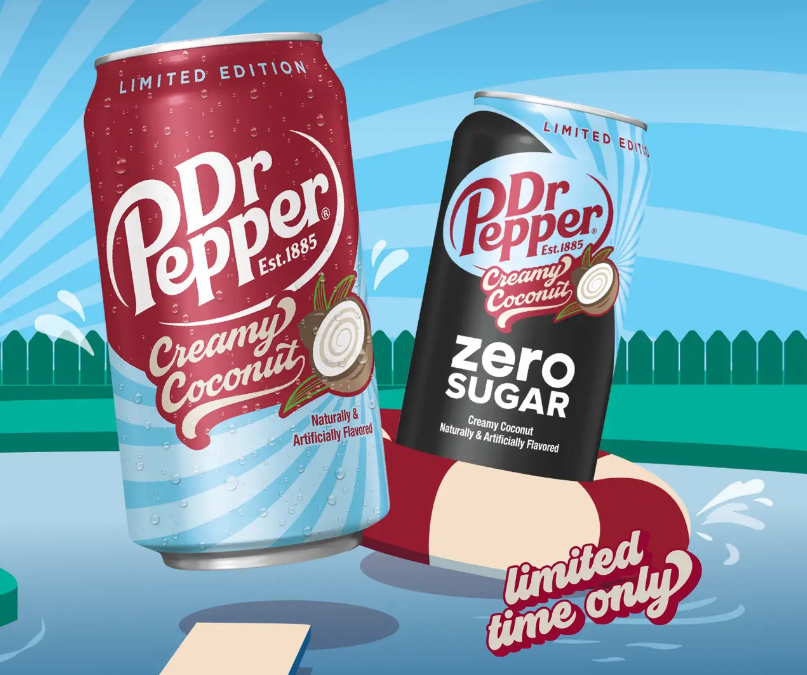 LIMITED EDITION
Dr
Pepper®
Est.1885
Creamy
Coconut
Naturally &
Artificially Flavored
LIMITED EDITIO
Dr
Pepper®
Est.1885
Creamy
Coconut
zero
SUGAR
Creamy Coconut
Naturally & Artificially Flavored
limited
time only